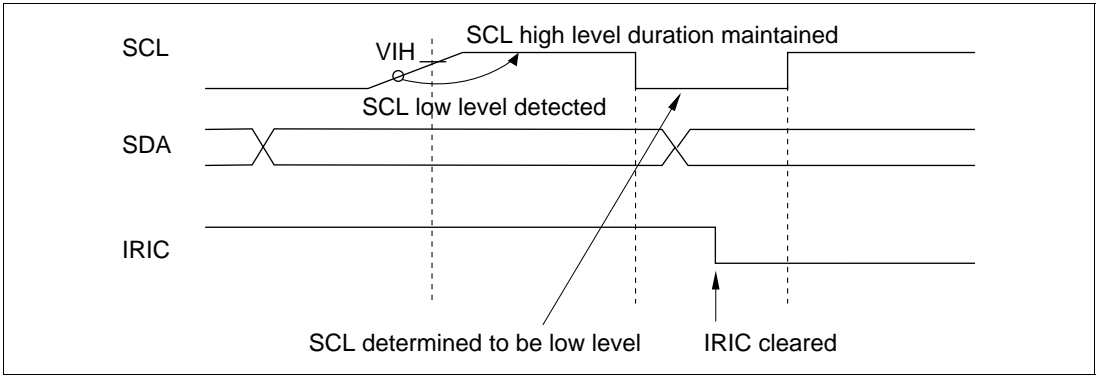 SCL
VIH
SCL high level duration maintained
SCL low level detected
SDA
IRIC
SCL determined to be low level
IRIC cleared